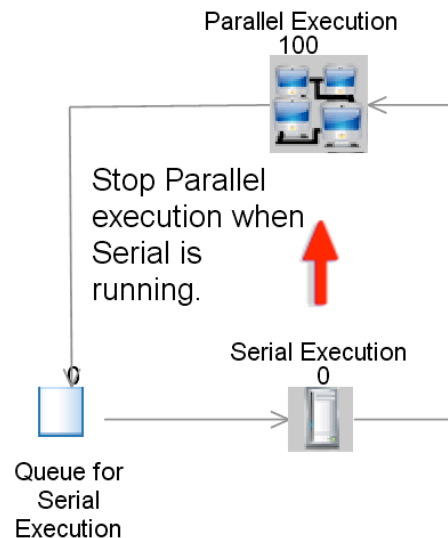 Parallel Execution
100
Stop Parallel
execution when
Serial is
running.
Serial Execution
0
0
Queue for
Serial
Execution